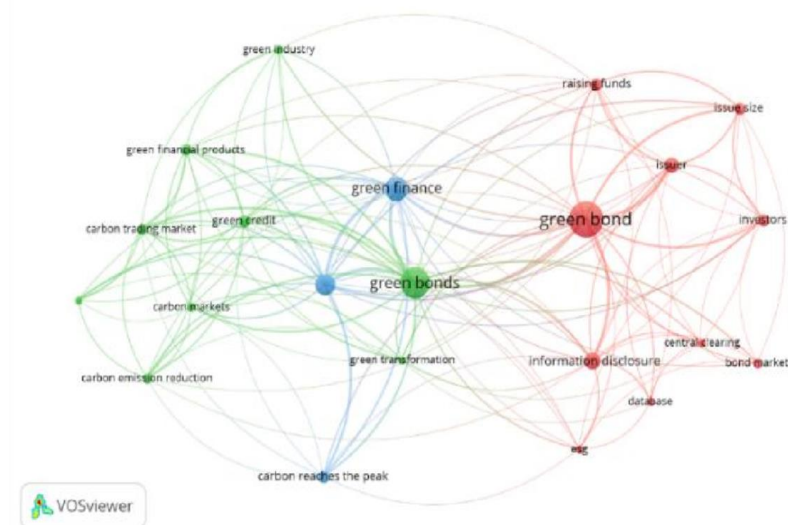 green industry
raising funds
issue size
green financial products
issuer
green finance
carbon trading market
green credit
green bond
investors
green bonds
carbon markets
central clearing
green transformation
information disclosure
bond market
carbon emission reduction
database
esg
carbon reaches the peak
VOSviewer